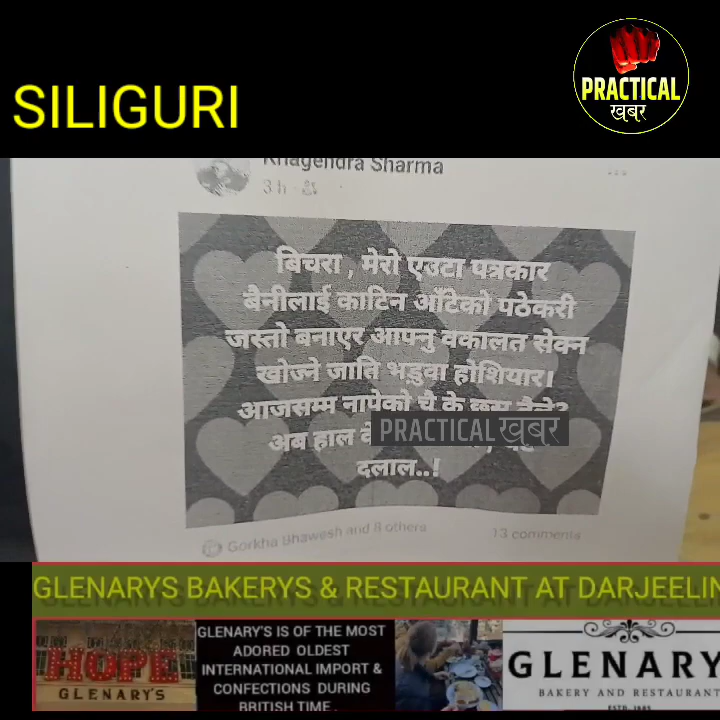 PRACTICAL
खबर
SILIGURI
Khagendra Sharma
3 h
बिचरा , मेरो एउटा पत्रकार
बैनीलाई काटिन आँटेको पठेकरी
जस्तो बनाएर आफ्नु वकालत सेक्न
खोज्ने जाति भडुवा होशियार।
आजसम्म नापेको चै के
अब हाल
PRACTICAL खबर
दलाल..!
Gorkha Bhawesh and 8 others
13 comments
GLENARYS BAKERYS & RESTAURANT AT DARJEELIN
HOPE
GLENARY'S
GLENARY'S IS OF THE MOST
ADORED OLDEST
INTERNATIONAL IMPORT &
CONFECTIONS DURING
BRITISH TIME .
GLENARY
BAKERY AND RESTAURANT
ESTD. 1885